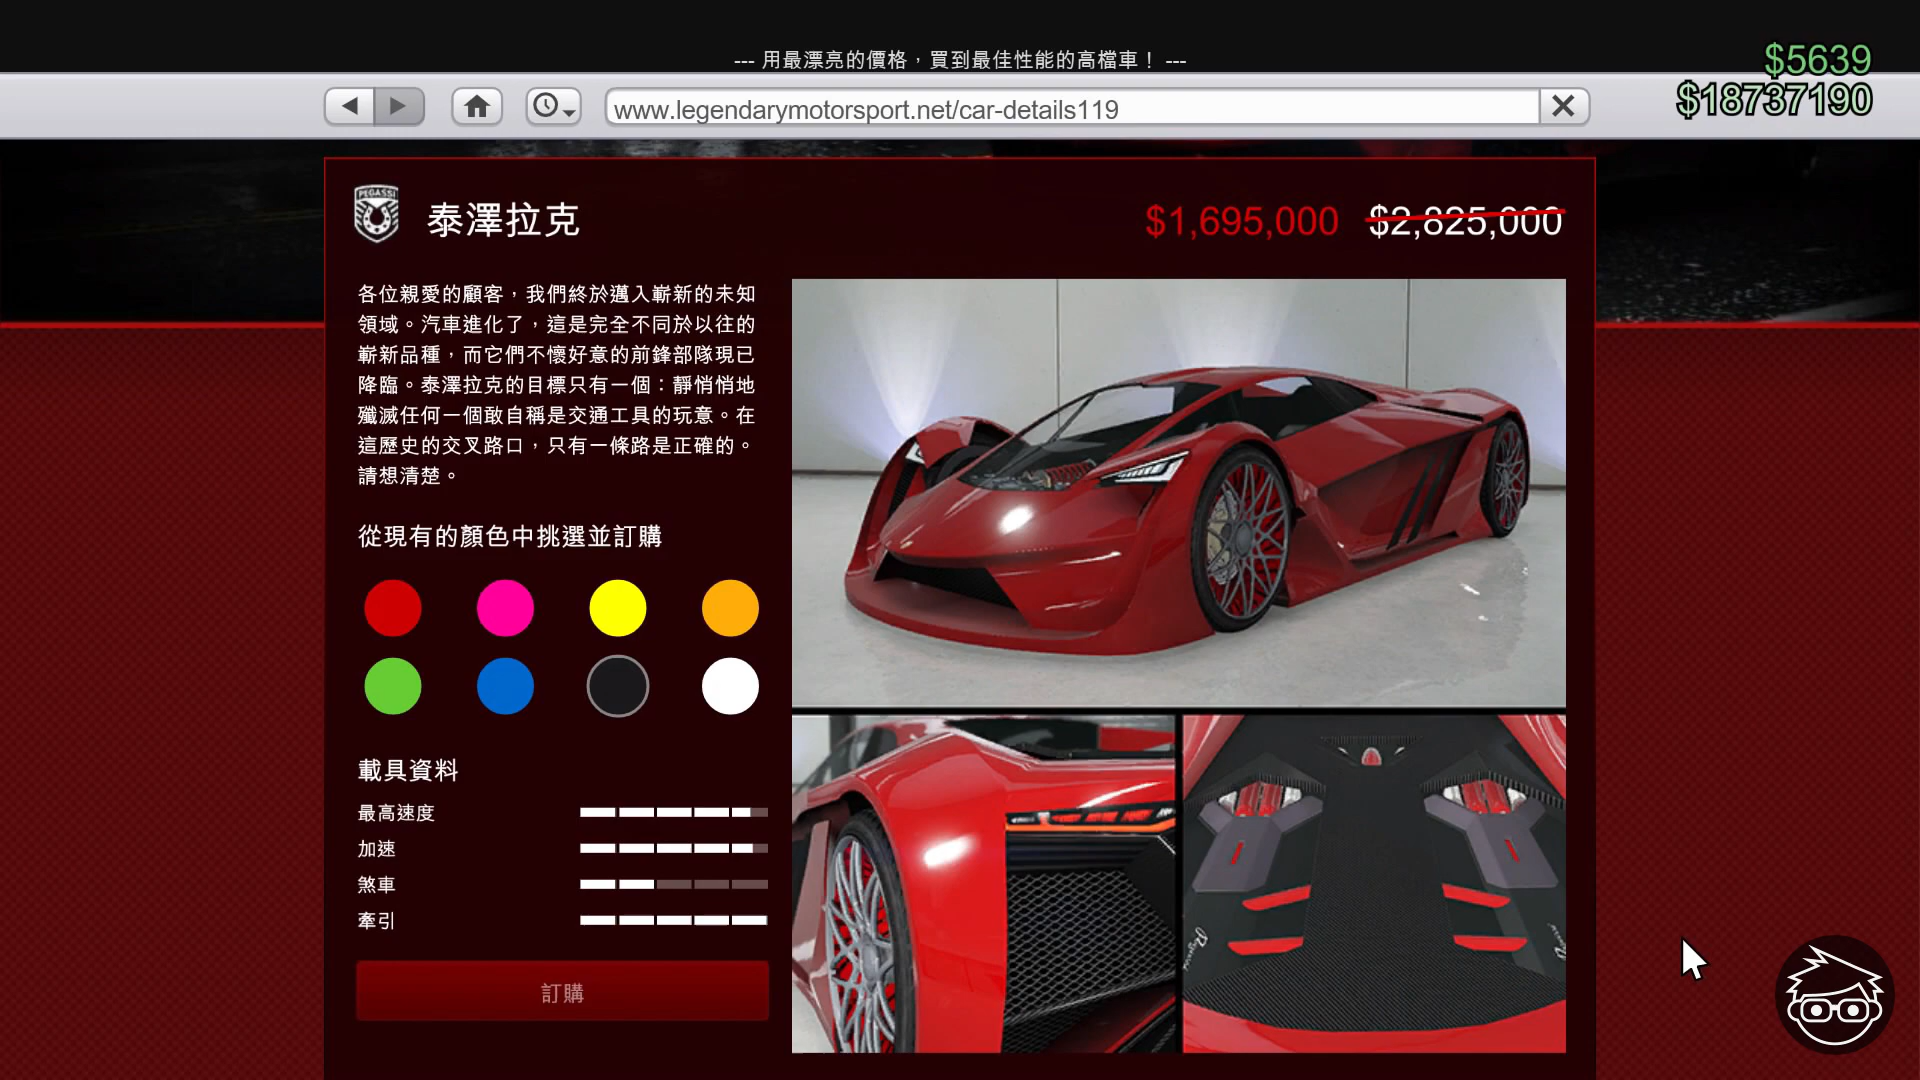 --- 用最漂亮的價格，買到最佳性能的高檔車！ ---
$5639
$18737190
www.legendarymotorsport.net/car-details119
PEGASSI
泰澤拉克
$1,695,000 $2,825,000
各位親愛的顧客，我們終於邁入嶄新的未知
領域。汽車進化了，這是完全不同於以往的
嶄新品種，而它們不懷好意的前鋒部隊現已
降臨。泰澤拉克的目標只有一個：靜悄悄地
殲滅任何一個敢自稱是交通工具的玩意。在
這歷史的交叉路口，只有一條路是正確的。
請想清楚。
從現有的顏色中挑選並訂購
載具資料
最高速度
加速
煞車
牽引
訂購